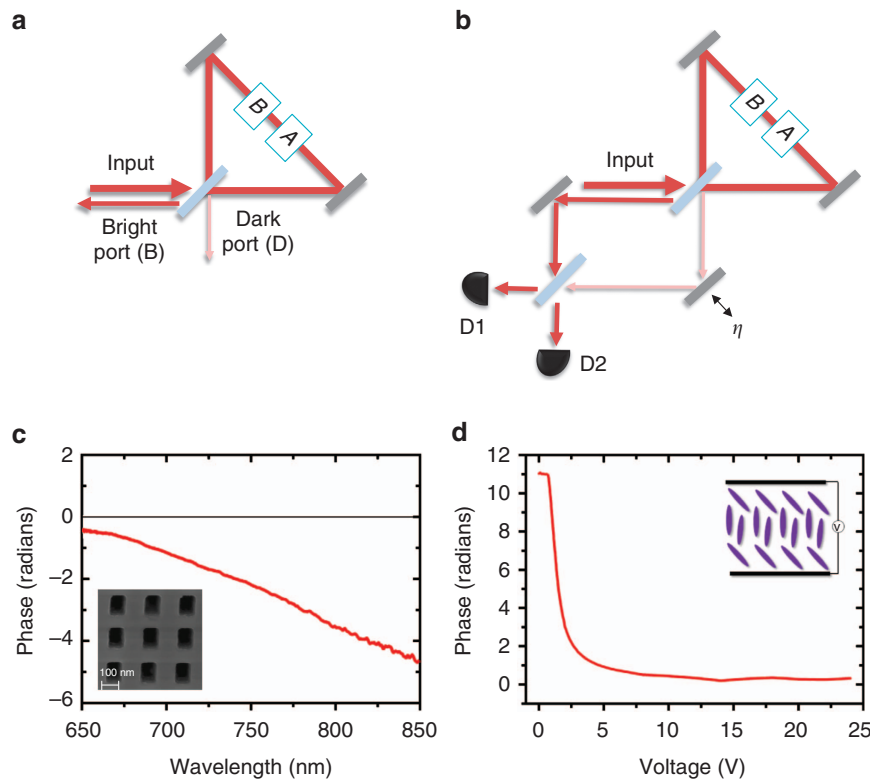 a
B
A
Input
Bright
port (B)
Dark
port (D)
b
B
A
Input
D1
η
D2
c
2
0
−2
−4
−6
Phase (radians)
100 nm
650
700
750
800
850
Wavelength (nm)
d
12
11
10
8
6
4
2
0
Phase (radians)
V
0
5
10
15
20
25
Voltage (V)